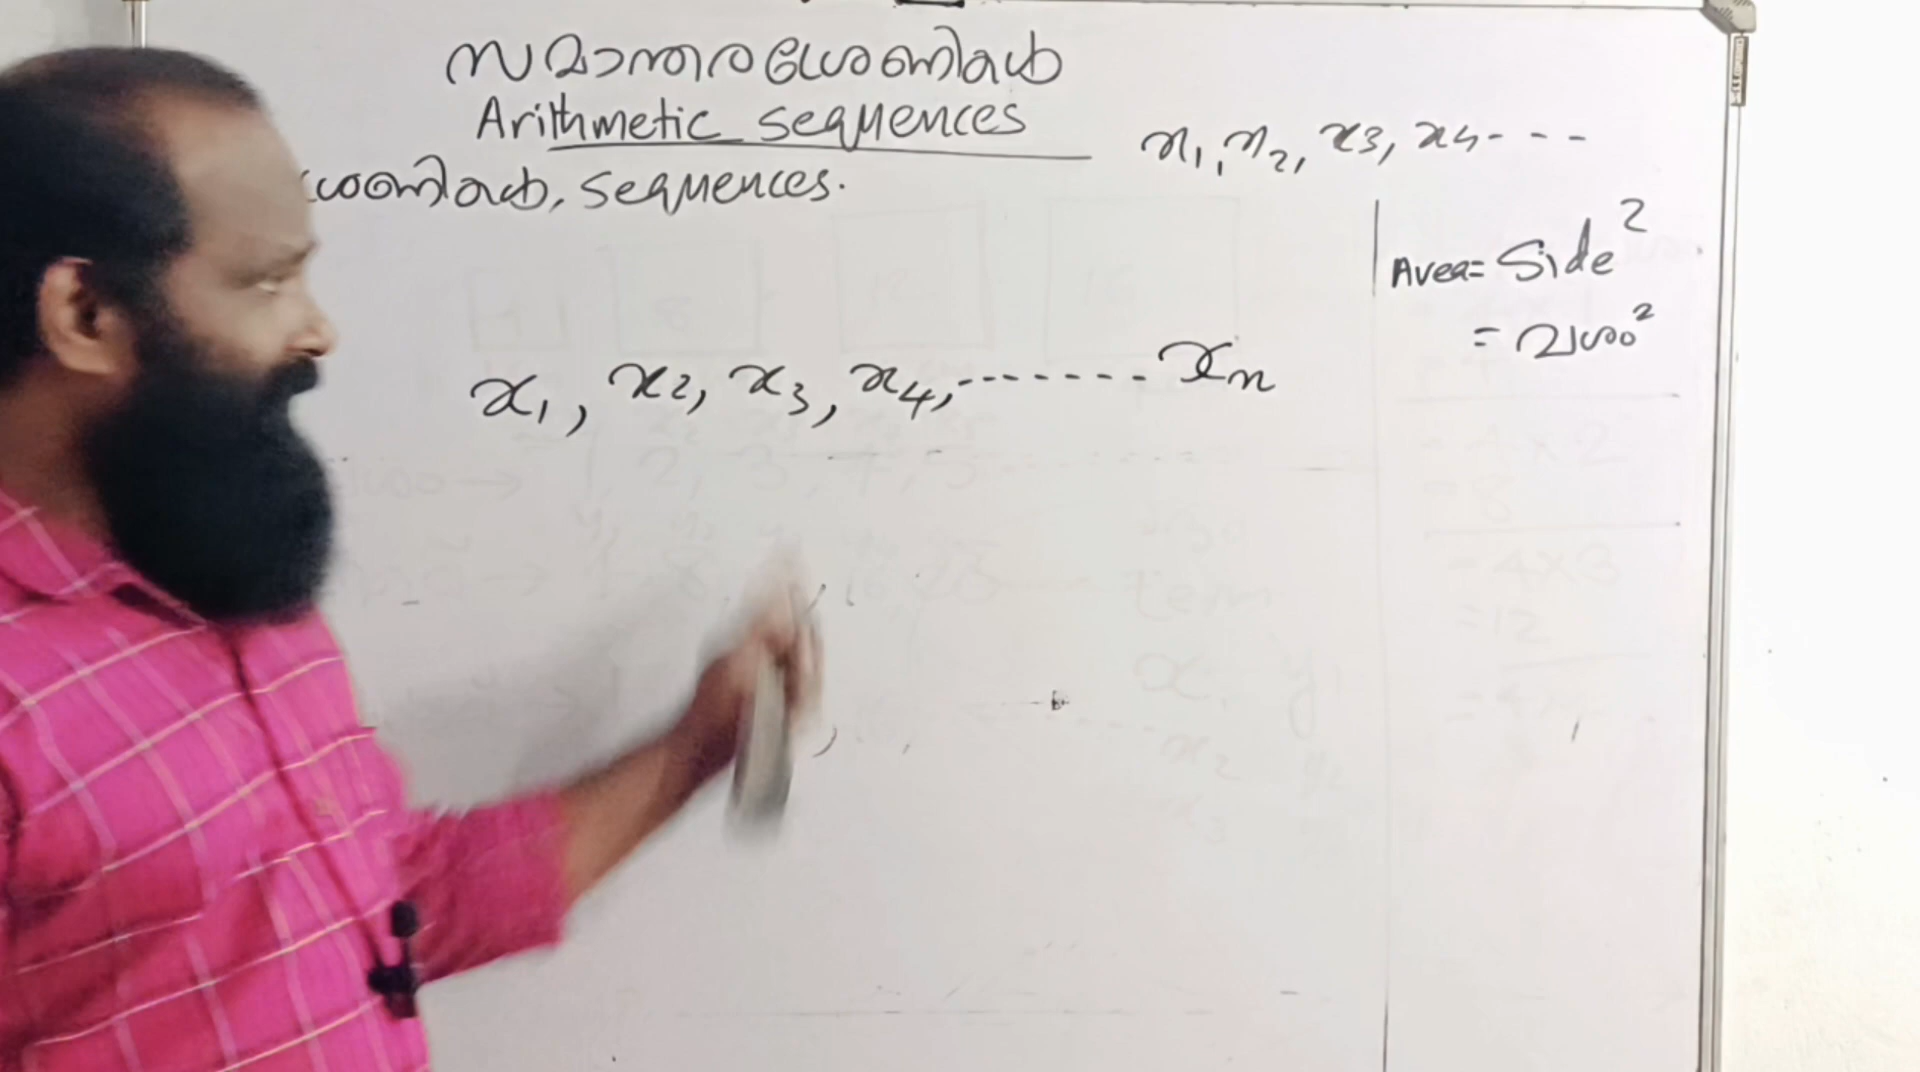 സമാന്തരശ്രേണികൾ
Arithmetic sequences
x1, x2, x3, x4 - - -
ശ്രേണികൾ, sequences.
Area = Side²
= വശം²
x1, x2, x3, x4, ------- xn